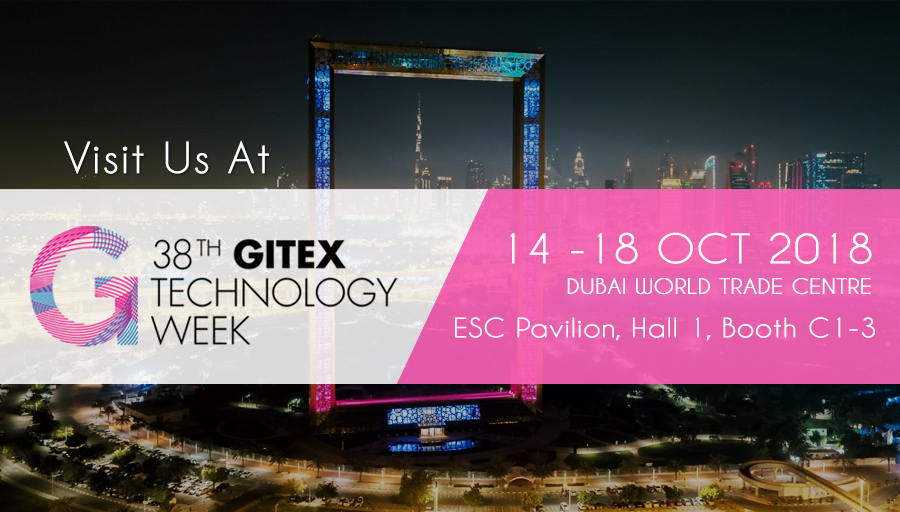 Visit Us At
38TH GITEX
TECHNOLOGY
WEEK
14 -18 OCT 2018
DUBAI WORLD TRADE CENTRE
ESC Pavilion, Hall 1, Booth C1-3